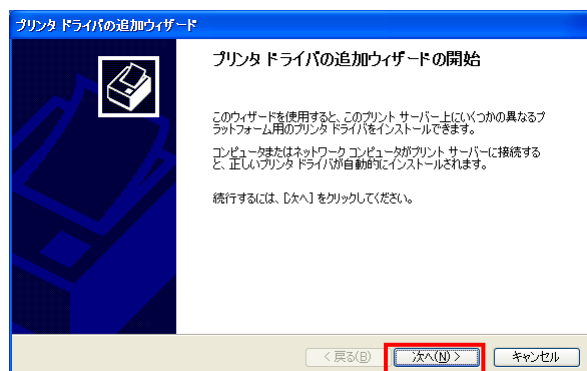 プリンタ ドライバの追加ウィザード
プリンタ ドライバの追加ウィザードの開始
このウィザードを使用すると、このプリント サーバー上にいくつかの異なるプ
ラットフォーム用のプリンタ ドライバをインストールできます。
コンピュータまたはネットワーク コンピュータがプリント サーバーに接続する
と、正しいプリンタ ドライバが自動的にインストールされます。
続行するには、[次へ] をクリックしてください。
< 戻る(B) 次へ(N) > キャンセル